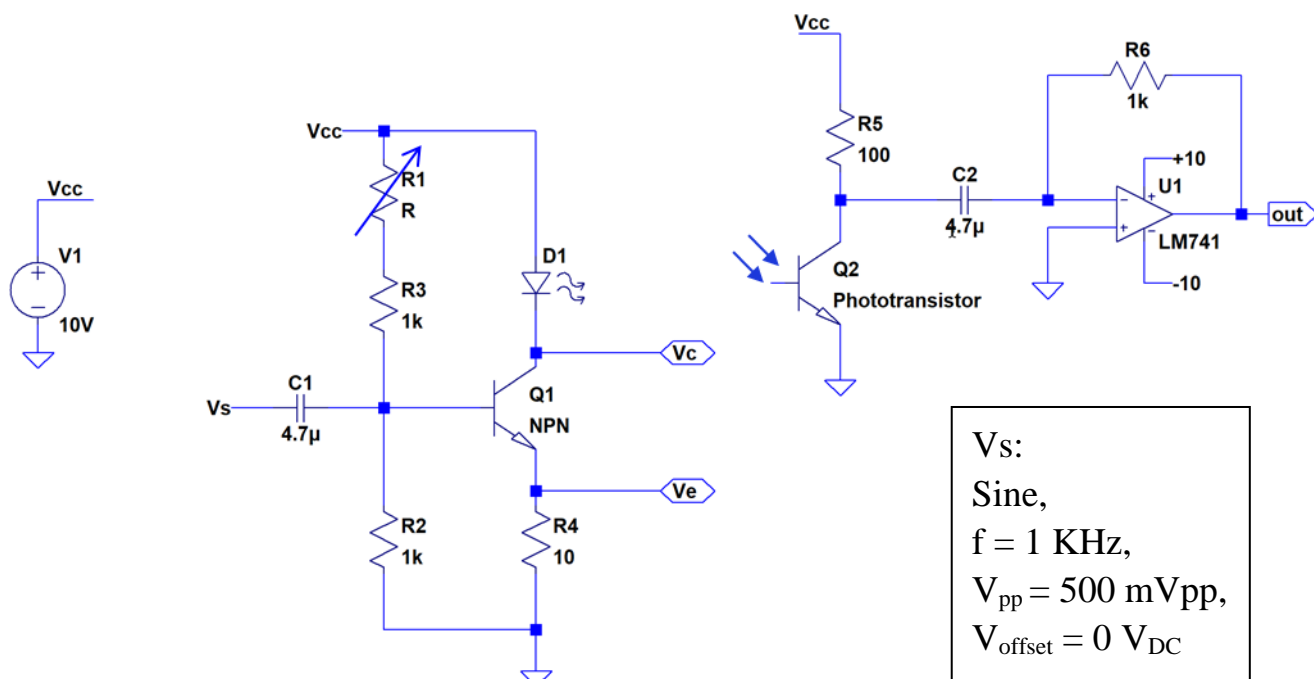 Vcc
V1
10V
Vcc
R1
R
R3
1k
D1
Vc
C1
Vs
4.7µ
Q1
NPN
Ve
R2
1k
R4
10
Vcc
R5
100
C2
4.7µ
R6
1k
+10
U1
LM741
-10
out
Q2
Phototransistor
Vs:
Sine,
f = 1 KHz,
Vpp = 500 mVpp,
Voffset = 0 VDC